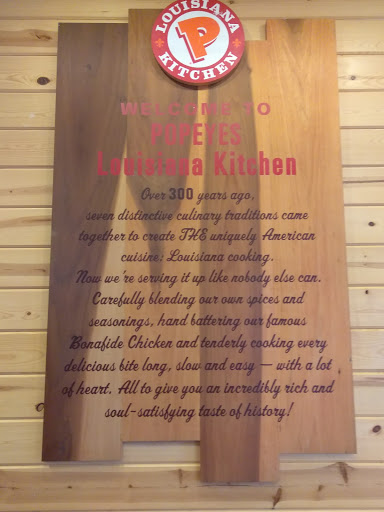 LOUISIANA
P
KITCHEN
WELCOME TO
POPEYES
Louisiana Kitchen
Over 300 years ago,
seven distinctive culinary traditions came
together to create THE uniquely American
cuisine: Louisiana cooking.
Now we're serving it up like nobody else can.
Carefully blending our own spices and
seasonings, hand battering our famous
Bonafide Chicken and tenderly cooking every
delicious bite long, slow and easy — with a lot
of heart. All to give you an incredibly rich and
soul-satisfying taste of history!